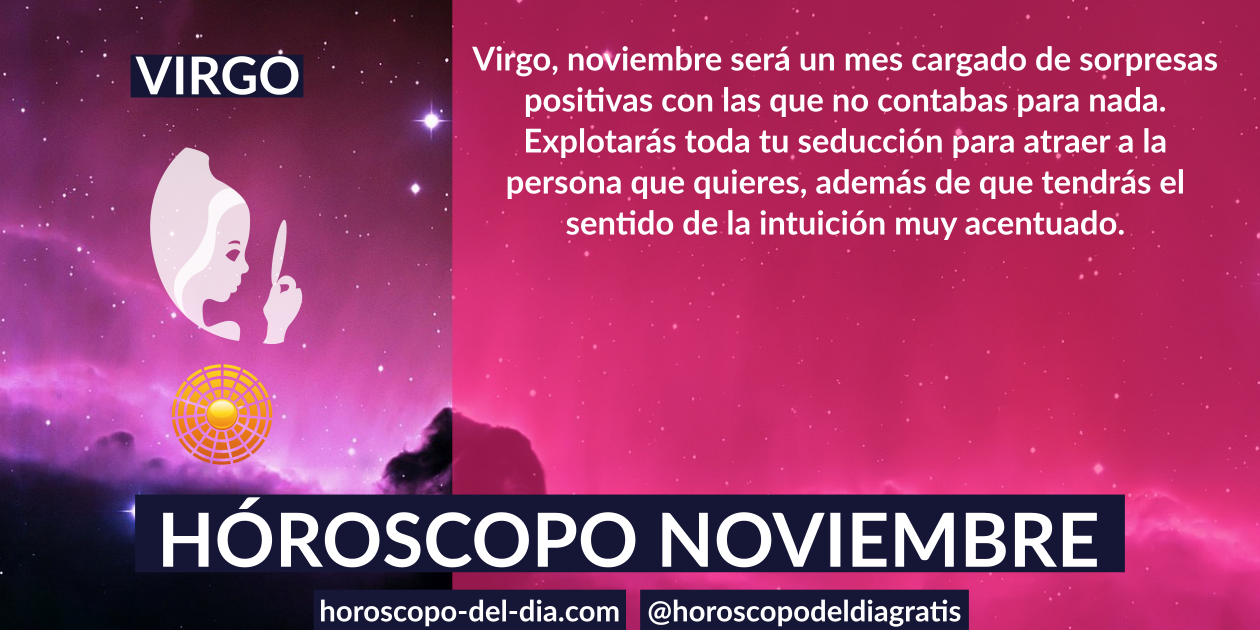 VIRGO
Virgo, noviembre será un mes cargado de sorpresas
positivas con las que no contabas para nada.
Explotarás toda tu seducción para atraer a la
persona que quieres, además de que tendrás el
sentido de la intuición muy acentuado.
HÓROSCOPO NOVIEMBRE
horoscopo-del-dia.com @horoscopodeldiagratis